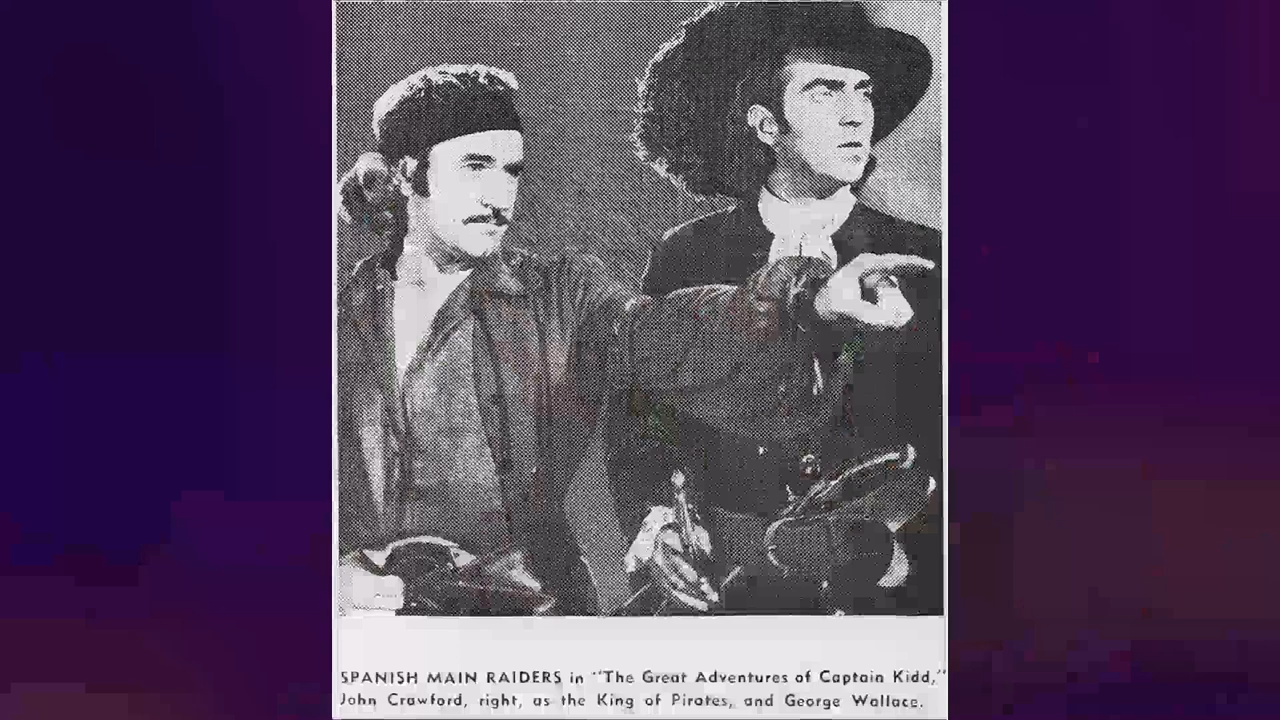 SPANISH MAIN RAIDERS in "The Great Adventures of Captain Kidd,"
John Crawford, right, as the King of Pirates, and George Wallace.